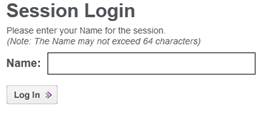 Session Login
Please enter your Name for the session.
(Note: The Name may not exceed 64 characters)
Name:
Log In